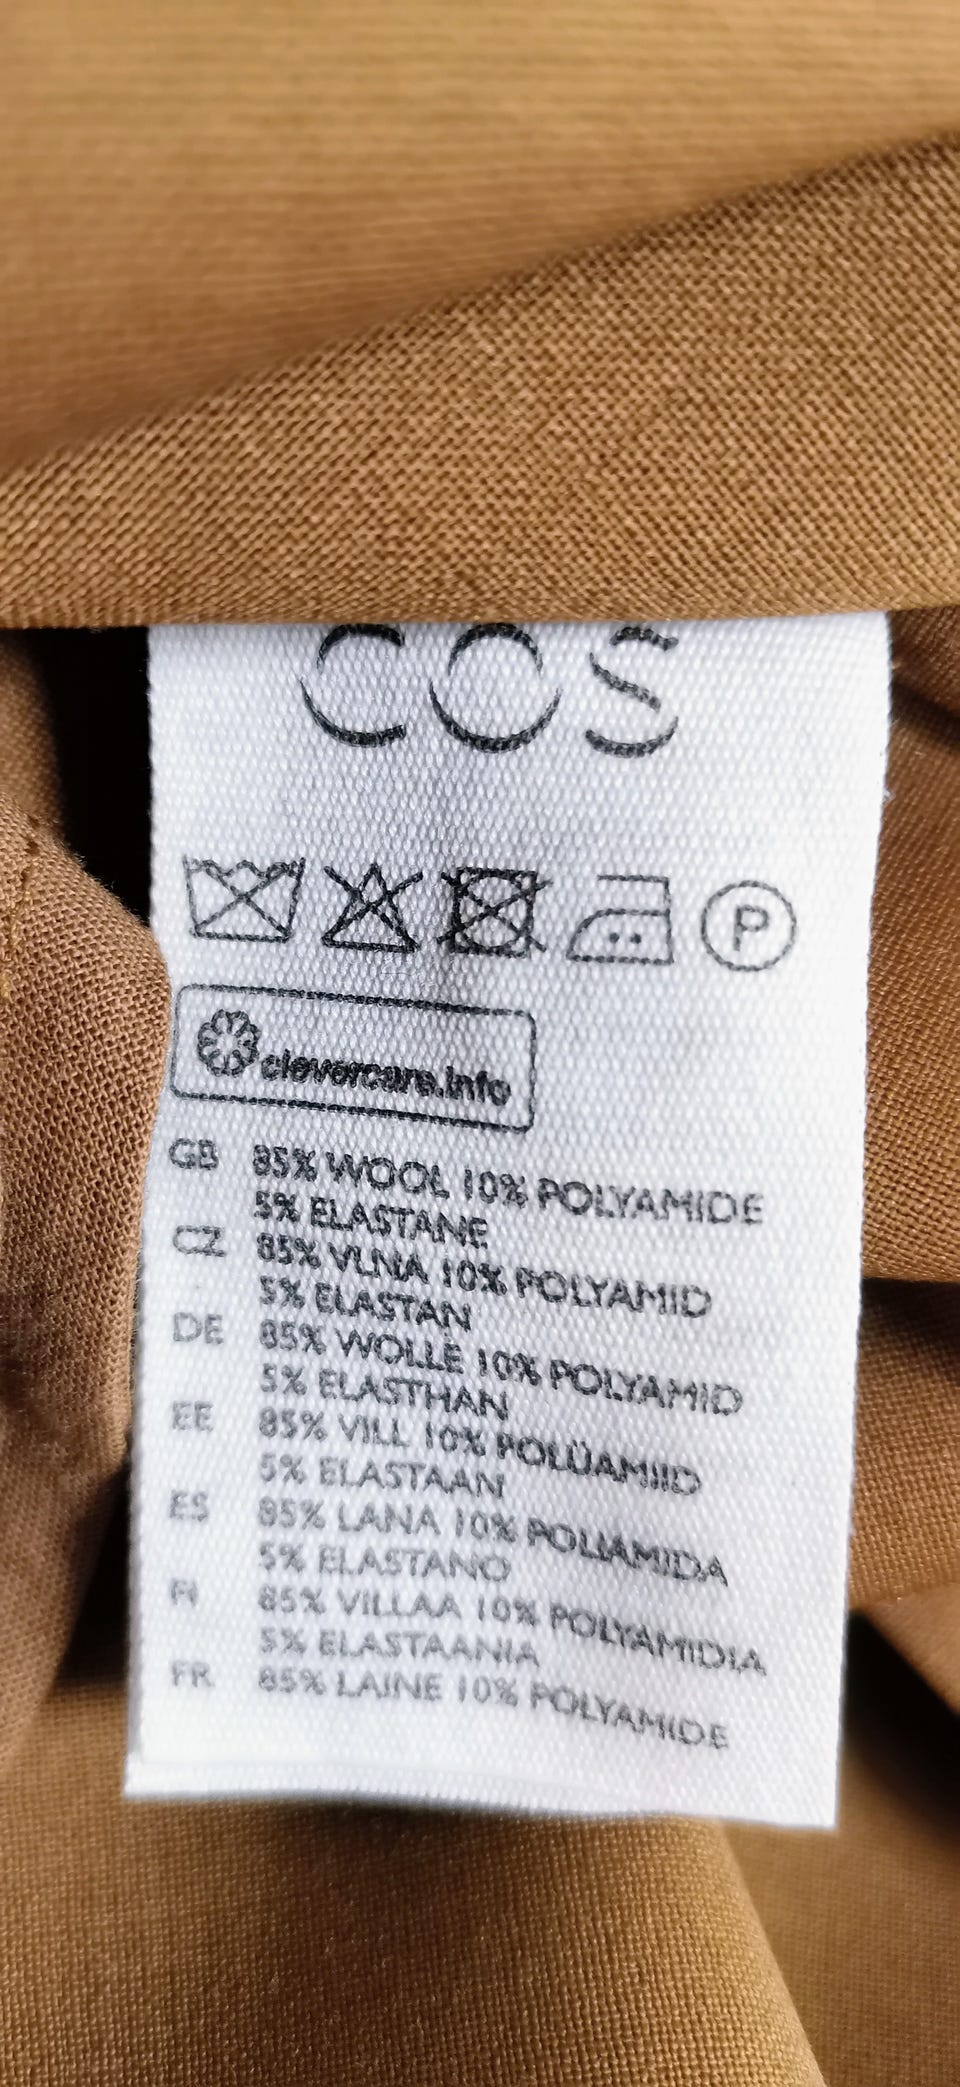 COS
P
clevercare.info
GB 85% WOOL 10% POLYAMIDE
5% ELASTANE
CZ 85% VLNA 10% POLYAMID
5% ELASTAN
DE 85% WOLLE 10% POLYAMID
5% ELASTHAN
EE 85% VILL 10% POLÜAMIID
5% ELASTAAN
ES 85% LANA 10% POLIAMIDA
5% ELASTANO
FI 85% VILLAA 10% POLYAMIDIA
5% ELASTAANIA
FR 85% LAINE 10% POLYAMIDE